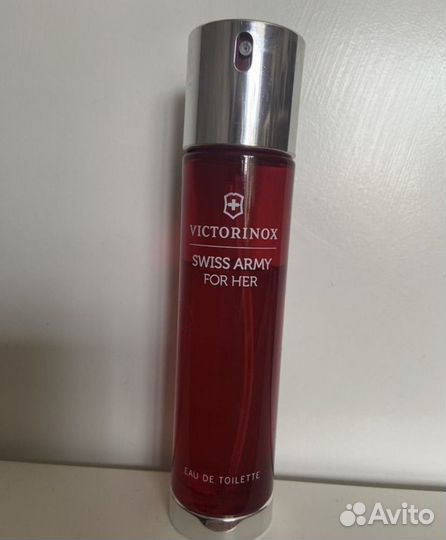 VICTORINOX
SWISS ARMY
FOR HER
EAU DE TOILETTE
Avito